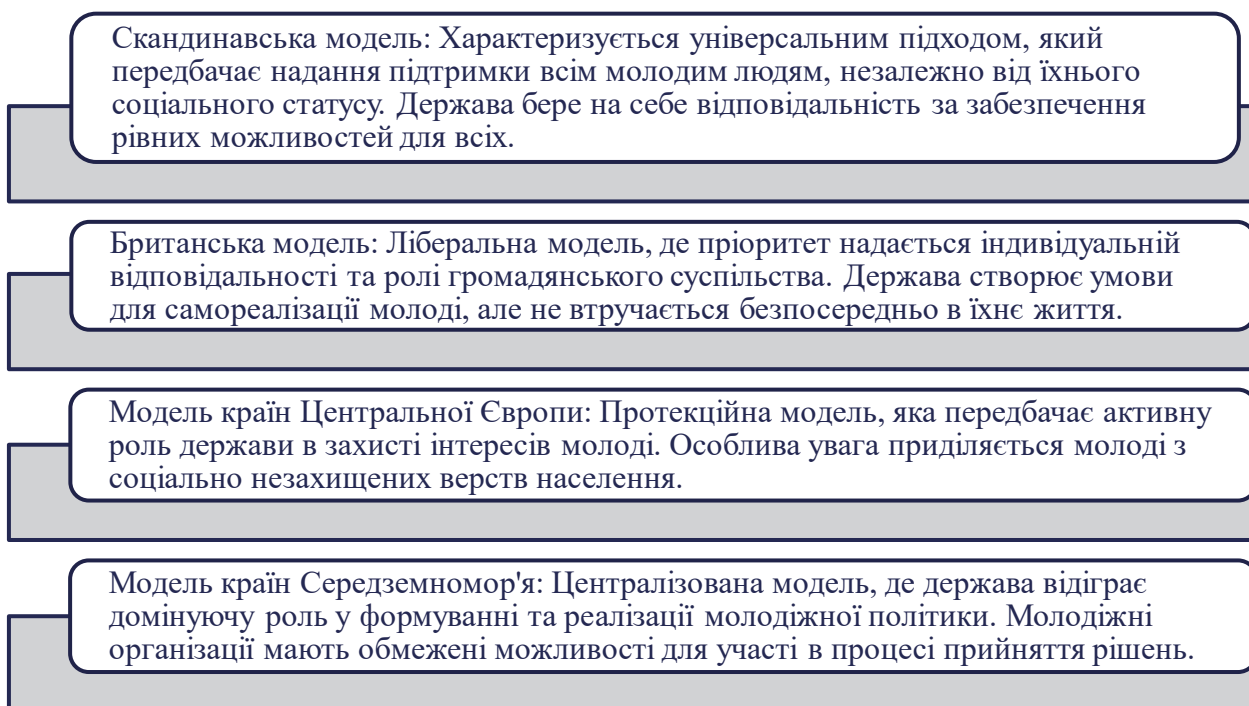 Скандинавська модель: Характеризується універсальним підходом, який
передбачає надання підтримки всім молодим людям, незалежно від їхнього
соціального статусу. Держава бере на себе відповідальність за забезпечення
рівних можливостей для всіх.
Британська модель: Ліберальна модель, де пріоритет надається індивідуальній
відповідальності та ролі громадянського суспільства. Держава створює умови
для самореалізації молоді, але не втручається безпосередньо в їхнє життя.
Модель країн Центральної Європи: Протекційна модель, яка передбачає активну
роль держави в захисті інтересів молоді. Особлива увага приділяється молоді з
соціально незахищених верств населення.
Модель країн Середземномор'я: Централізована модель, де держава відіграє
домінуючу роль у формуванні та реалізації молодіжної політики. Молодіжні
організації мають обмежені можливості для участі в процесі прийняття рішень.